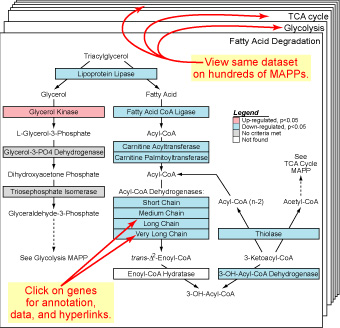 TCA cycle
Glycolysis
Fatty Acid Degradation
View same dataset
on hundreds of MAPPs.
Triacylglycerol
Lipoprotein Lipase
Glycerol
Fatty Acid
Glycerol Kinase
Fatty Acid CoA Ligase
Legend
Up-regulated, p<0.05
Down-regulated, p<0.05
No criteria met
Not found
L-Glycerol-3-Phosphate
Acyl-CoA
Glycerol-3-PO4 Dehydrogenase
Carnitine Acyltransferase
Carnitine Palmitoyltransferase
Dihydroxyacetone Phosphate
Acyl-CoA
See
TCA Cycle
MAPP
Triosephosphate Isomerase
Acyl-CoA Dehydrogenases:
Short Chain
Medium Chain
Long Chain
Very Long Chain
Acyl-CoA (n-2)
Acetyl-CoA
Glyceraldehyde-3-Phosphate
Thiolase
See Glycolysis MAPP
trans-Δ²-Enoyl-CoA
3-Ketoacyl-CoA
Enoyl-CoA Hydratase
3-OH-Acyl-CoA Dehydrogenase
3-OH-Acyl-CoA
Click on genes
for annotation,
data, and hyperlinks.